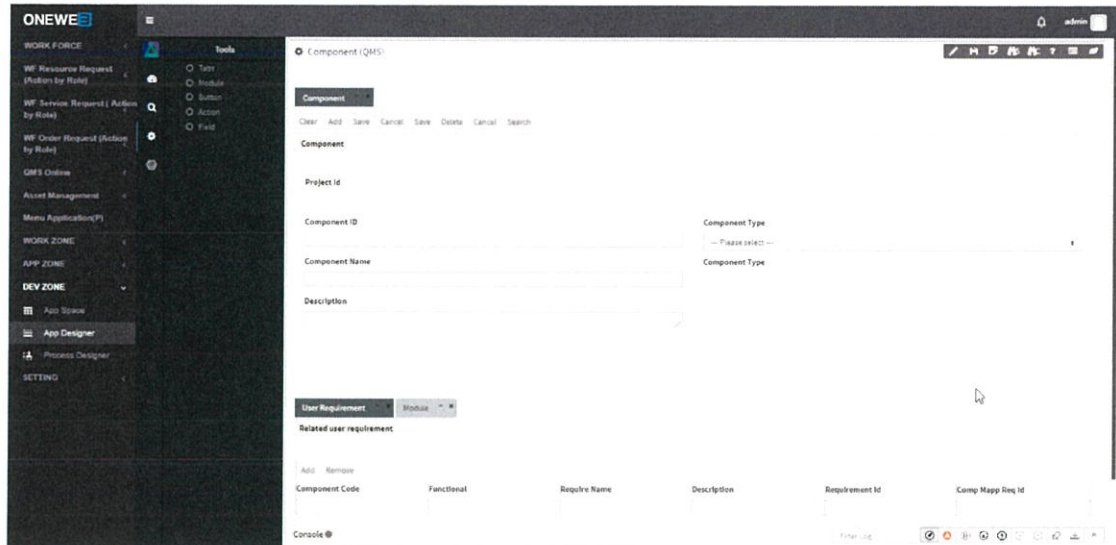 ONEWEB
admin
WORK FORCE
WF Resource Request
(Action by Role)
WF Service Request ( Action
by Role)
WF Order Request (Action
by Role)
QMS Online
Asset Management
Menu Application(P)
WORK ZONE
APP ZONE
DEV ZONE
App Space
App Designer
Process Designer
SETTING
Tools
Tabs
Module
Button
Action
Field
Component (QMS)
Component
Clear Add Save Cancel Save Delete Cancel Search
Component
Project Id
Component ID
Component Type
--- Please select ---
Component Name
Component Type
Description
User Requirement
Module
Related user requirement
Add Remove
Component Code Functional Require Name Description Requirement Id Comp Mapp Req Id
Console
Filter Log